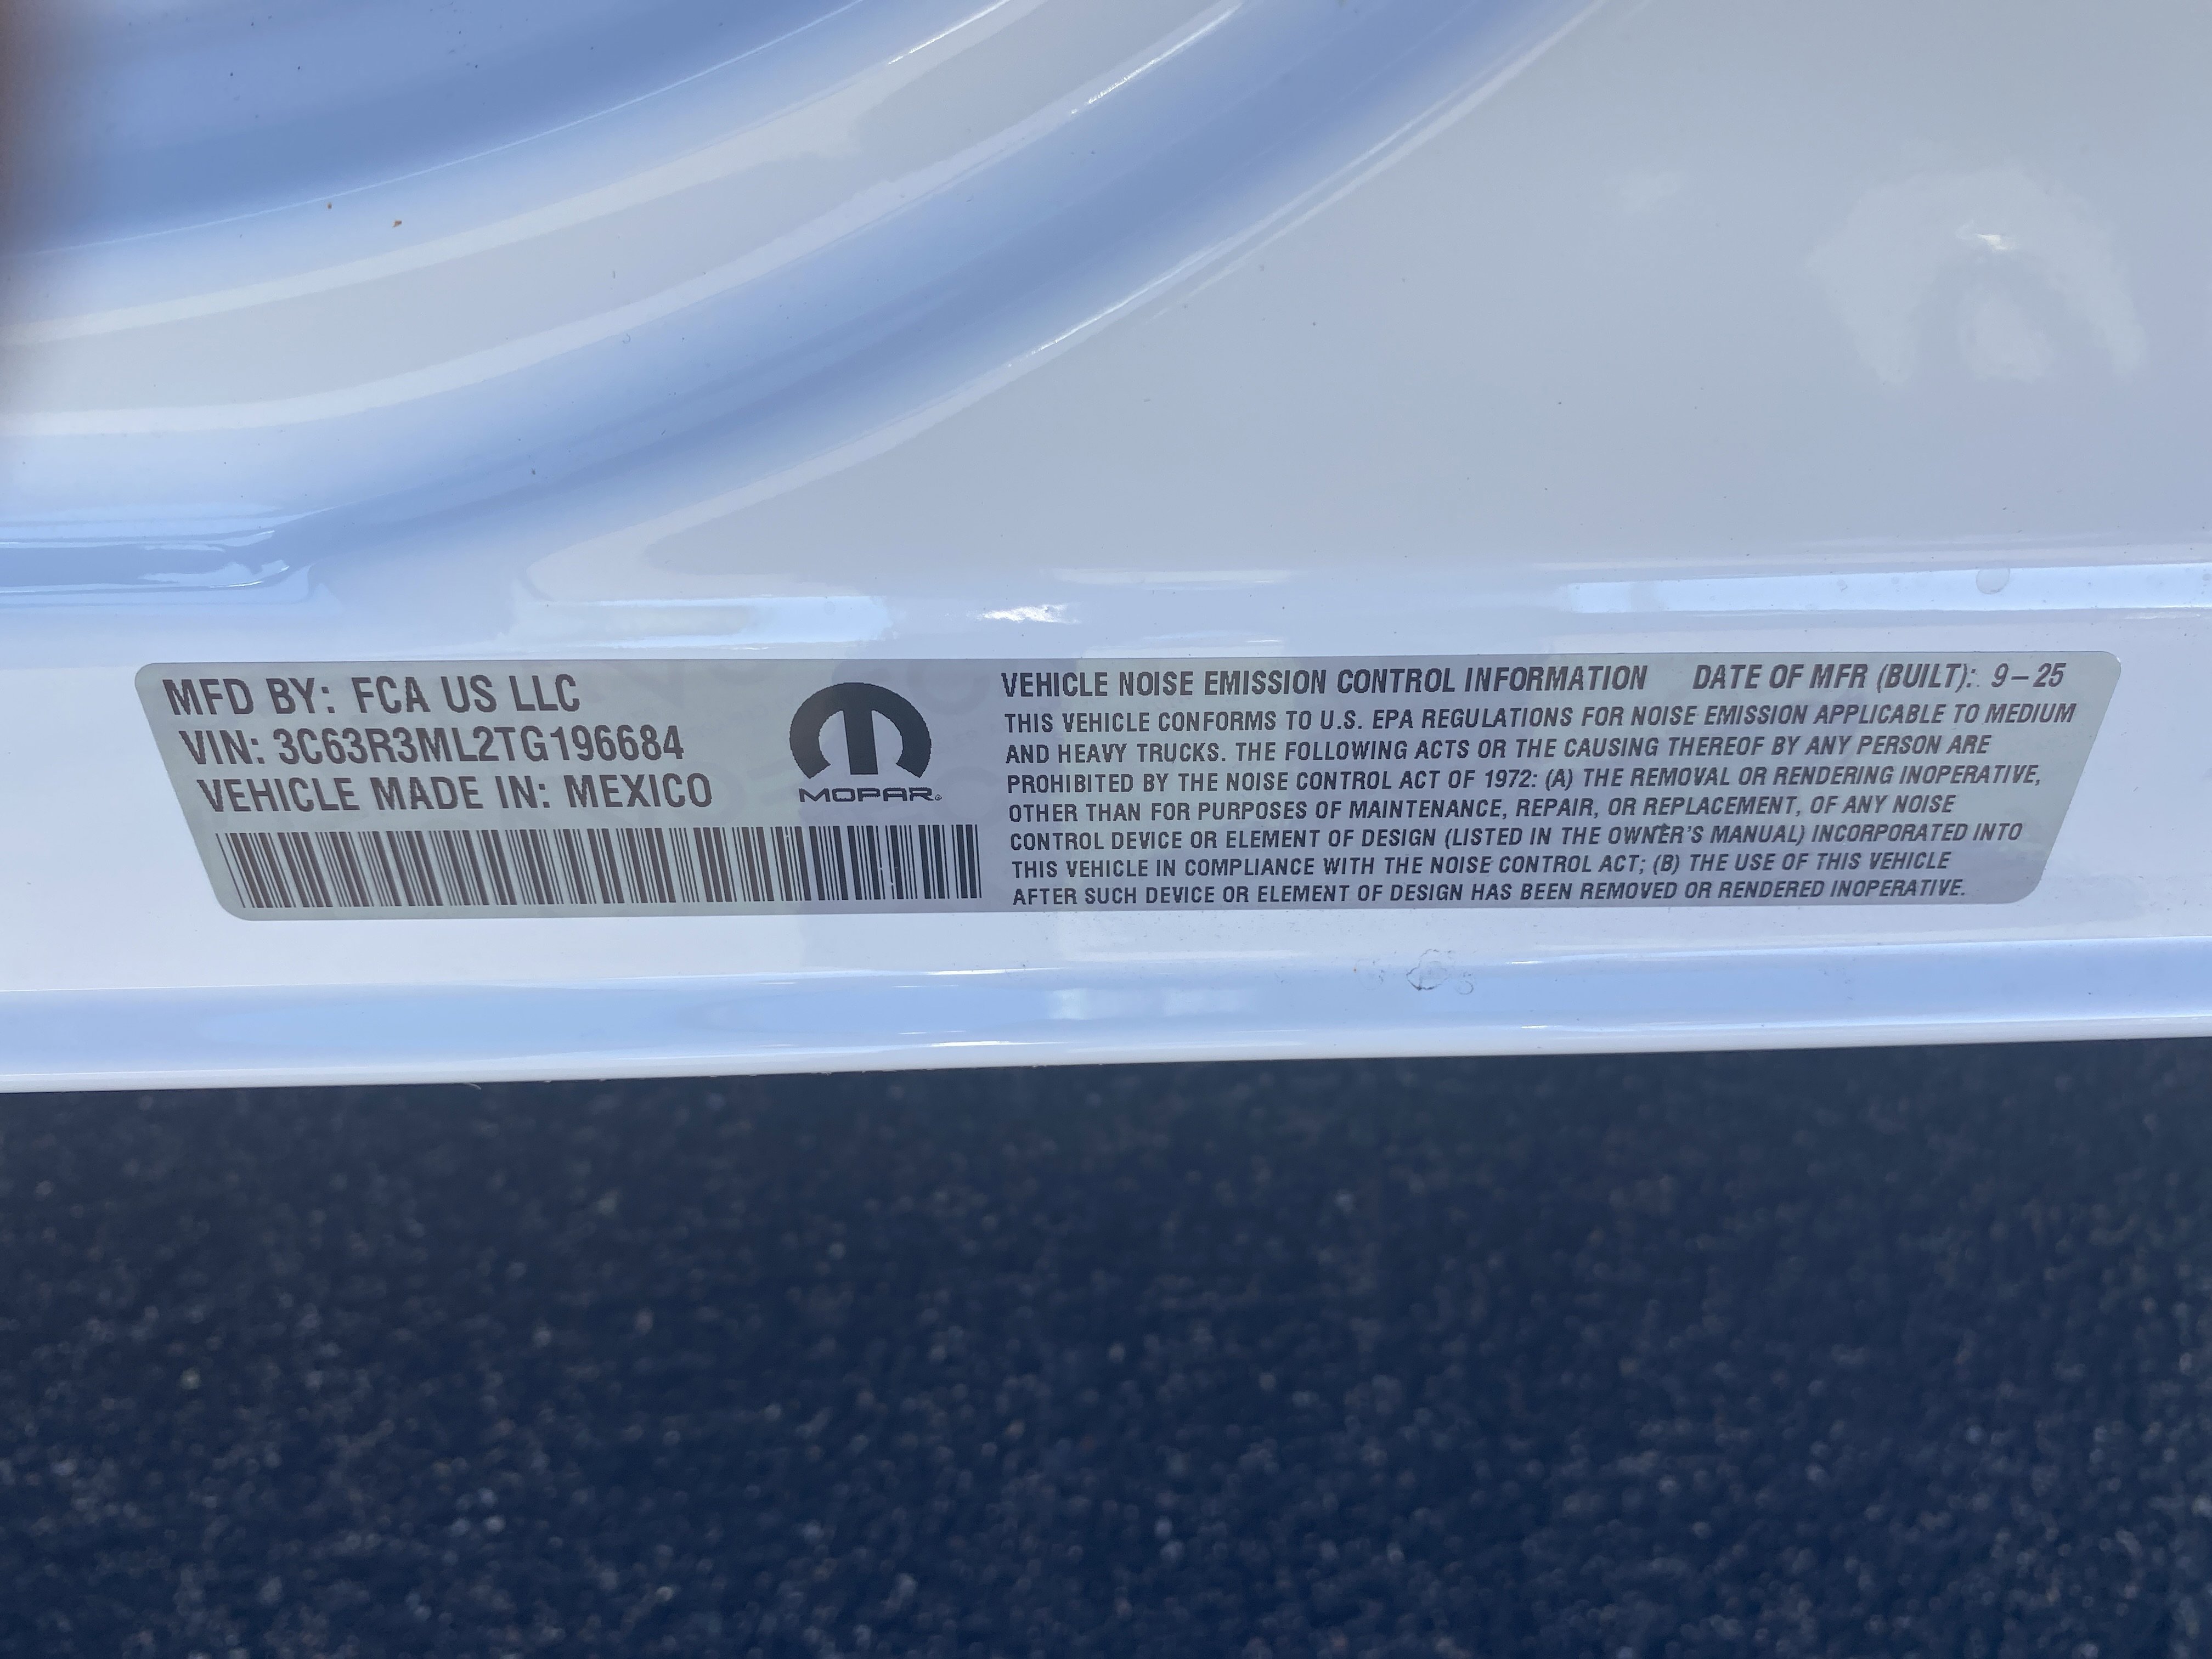 MFD BY: FCA US LLC
VIN: 3C63R3ML2TG196684
VEHICLE MADE IN: MEXICO
MOPAR®
VEHICLE NOISE EMISSION CONTROL INFORMATION DATE OF MFR (BUILT): 9-25
THIS VEHICLE CONFORMS TO U.S. EPA REGULATIONS FOR NOISE EMISSION APPLICABLE TO MEDIUM
AND HEAVY TRUCKS. THE FOLLOWING ACTS OR THE CAUSING THEREOF BY ANY PERSON ARE
PROHIBITED BY THE NOISE CONTROL ACT OF 1972: (A) THE REMOVAL OR RENDERING INOPERATIVE,
OTHER THAN FOR PURPOSES OF MAINTENANCE, REPAIR, OR REPLACEMENT, OF ANY NOISE
CONTROL DEVICE OR ELEMENT OF DESIGN (LISTED IN THE OWNER'S MANUAL) INCORPORATED INTO
THIS VEHICLE IN COMPLIANCE WITH THE NOISE CONTROL ACT; (B) THE USE OF THIS VEHICLE
AFTER SUCH DEVICE OR ELEMENT OF DESIGN HAS BEEN REMOVED OR RENDERED INOPERATIVE.